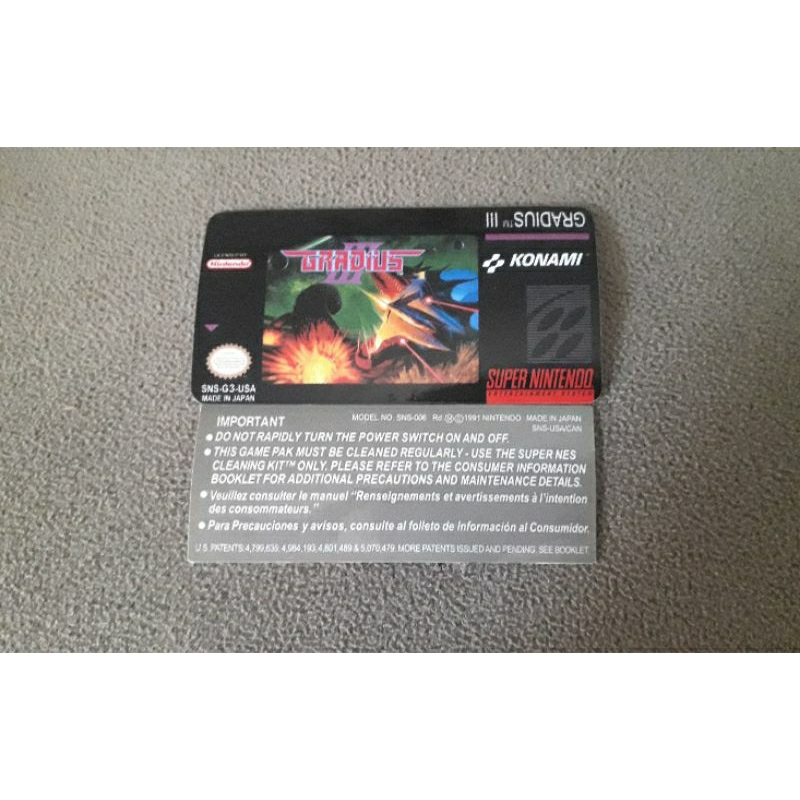 GRADIUS™ III
LICENSED BY
Nintendo
GRADIUS
III
KONAMI
SNS-G3-USA
MADE IN JAPAN
SUPER NINTENDO
ENTERTAINMENT SYSTEM
IMPORTANT
MODEL NO. SNS-006 Rd.Ⓜ©1991 NINTENDO MADE IN JAPAN
SNS-USA/CAN
● DO NOT RAPIDLY TURN THE POWER SWITCH ON AND OFF.
● THIS GAME PAK MUST BE CLEANED REGULARLY - USE THE SUPER NES
CLEANING KIT™ ONLY. PLEASE REFER TO THE CONSUMER INFORMATION
BOOKLET FOR ADDITIONAL PRECAUTIONS AND MAINTENANCE DETAILS.
● Veuillez consulter le manuel "Renseignements et avertissements à l'intention
des consommateurs."
● Para Precauciones y avisos, consulte al folleto de Información al Consumidor.
U.S. PATENTS: 4,799,635; 4,984,193; 4,801,489 & 5,070,479; MORE PATENTS ISSUED AND PENDING. SEE BOOKLET